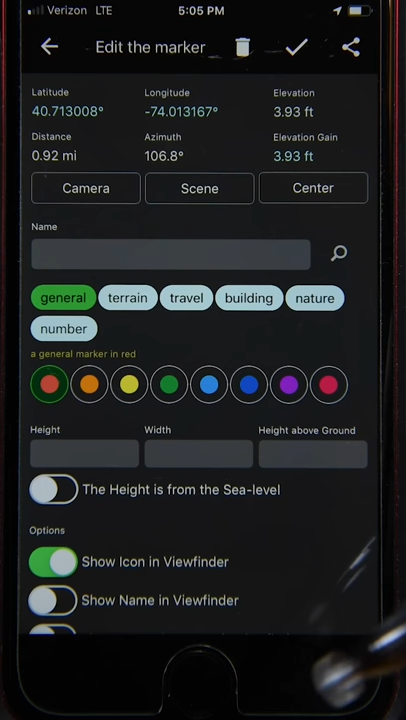 Verizon LTE 5:05 PM
Edit the marker
Latitude Longitude Elevation
40.713008° -74.013167° 3.93 ft
Distance Azimuth Elevation Gain
0.92 mi 106.8° 3.93 ft
Camera Scene Center
Name
general terrain travel building nature
number
a general marker in red
Height Width Height above Ground
The Height is from the Sea-level
Options
Show Icon in Viewfinder
Show Name in Viewfinder